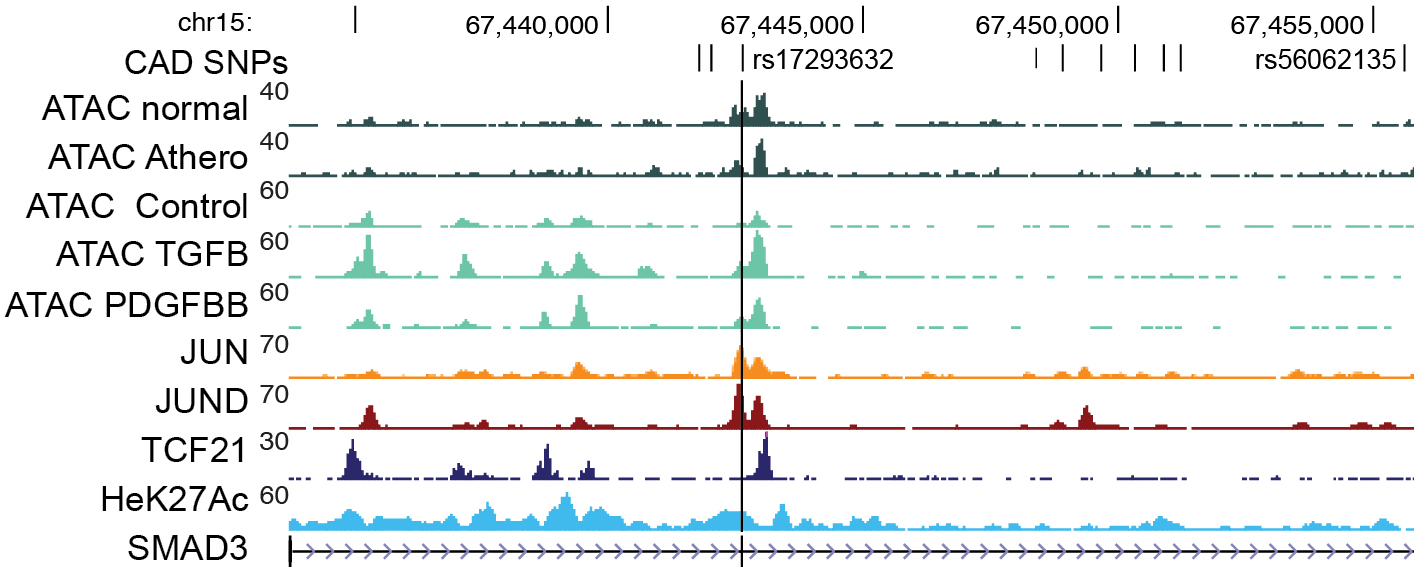 chr15: 67,440,000 67,445,000 67,450,000 67,455,000
CAD SNPs rs17293632 rs56062135
ATAC normal 40
ATAC Athero 40
ATAC Control 60
ATAC TGFB 60
ATAC PDGFBB 60
JUN 70
JUND 70
TCF21 30
HeK27Ac 60
SMAD3